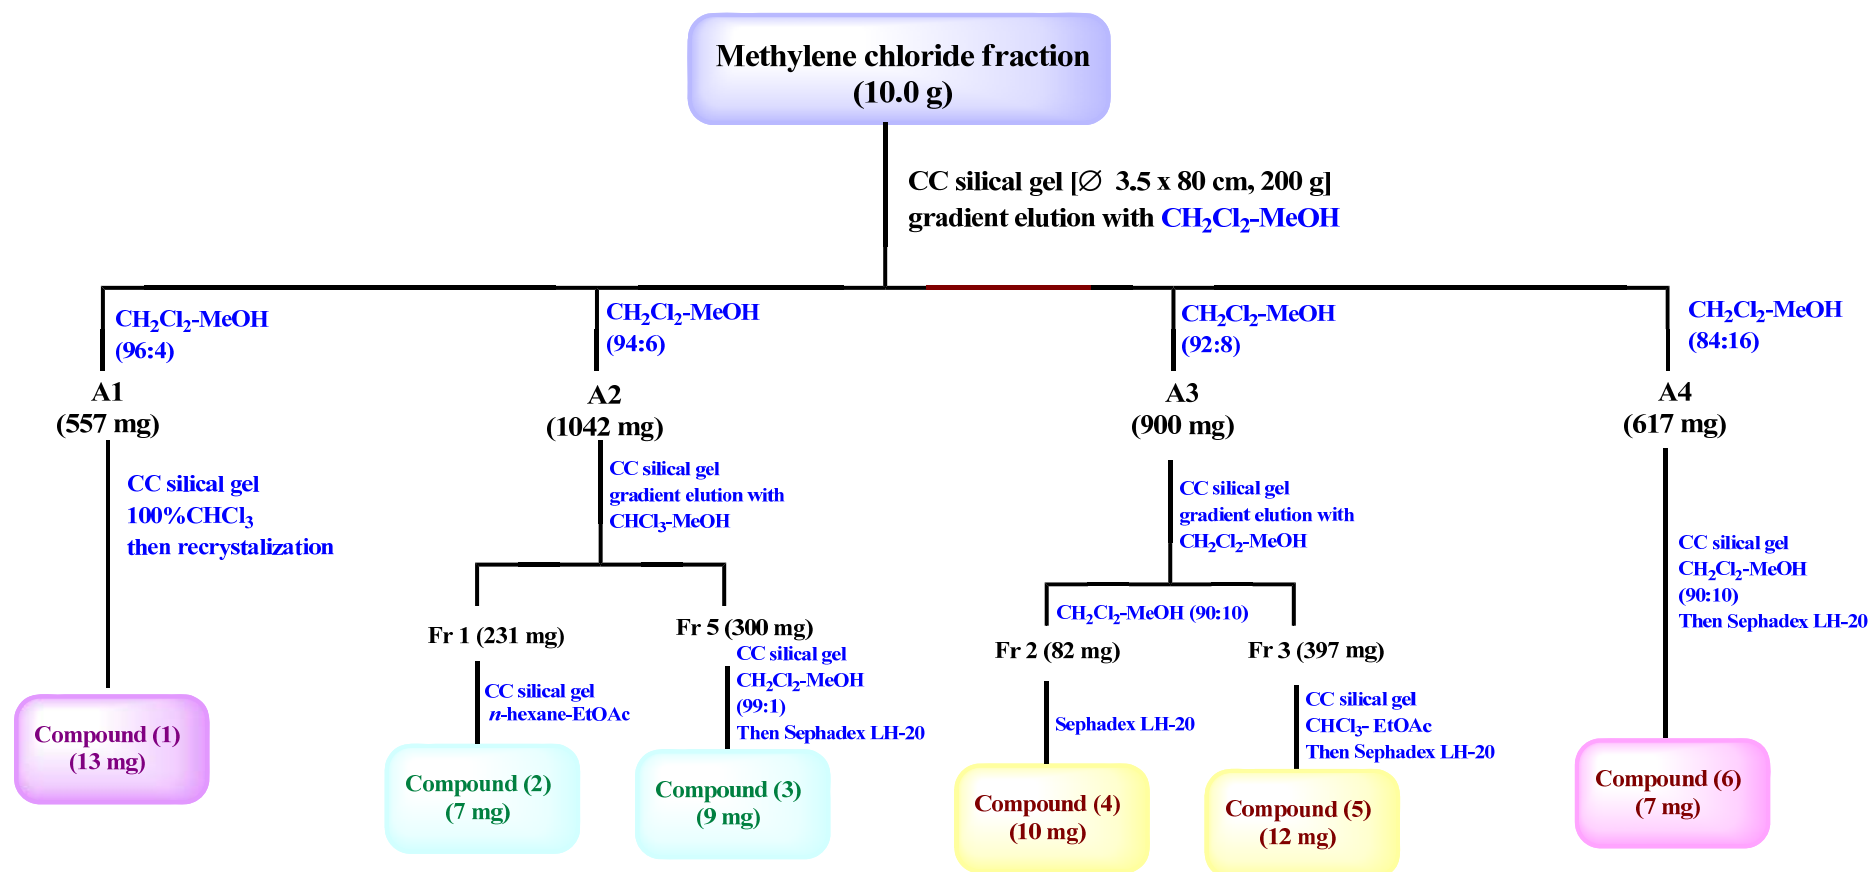 Methylene chloride fraction
(10.0 g)
CC silical gel [∅ 3.5 x 80 cm, 200 g]
gradient elution with CH₂Cl₂-MeOH
CH₂Cl₂-MeOH
(96:4)
CH₂Cl₂-MeOH
(94:6)
CH₂Cl₂-MeOH
(92:8)
CH₂Cl₂-MeOH
(84:16)
A1
(557 mg)
A2
(1042 mg)
A3
(900 mg)
A4
(617 mg)
CC silical gel
100%CHCl₃
then recrystalization
CC silical gel
gradient elution with
CHCl₃-MeOH
CC silical gel
gradient elution with
CH₂Cl₂-MeOH
CC silical gel
CH₂Cl₂-MeOH
(90:10)
Then Sephadex LH-20
Fr 1 (231 mg)
Fr 5 (300 mg)
CH₂Cl₂-MeOH (90:10)
Fr 2 (82 mg)
Fr 3 (397 mg)
CC silical gel
n-hexane-EtOAc
CC silical gel
CH₂Cl₂-MeOH
(99:1)
Then Sephadex LH-20
Sephadex LH-20
CC silical gel
CHCl₃- EtOAc
Then Sephadex LH-20
Compound (1)
(13 mg)
Compound (2)
(7 mg)
Compound (3)
(9 mg)
Compound (4)
(10 mg)
Compound (5)
(12 mg)
Compound (6)
(7 mg)